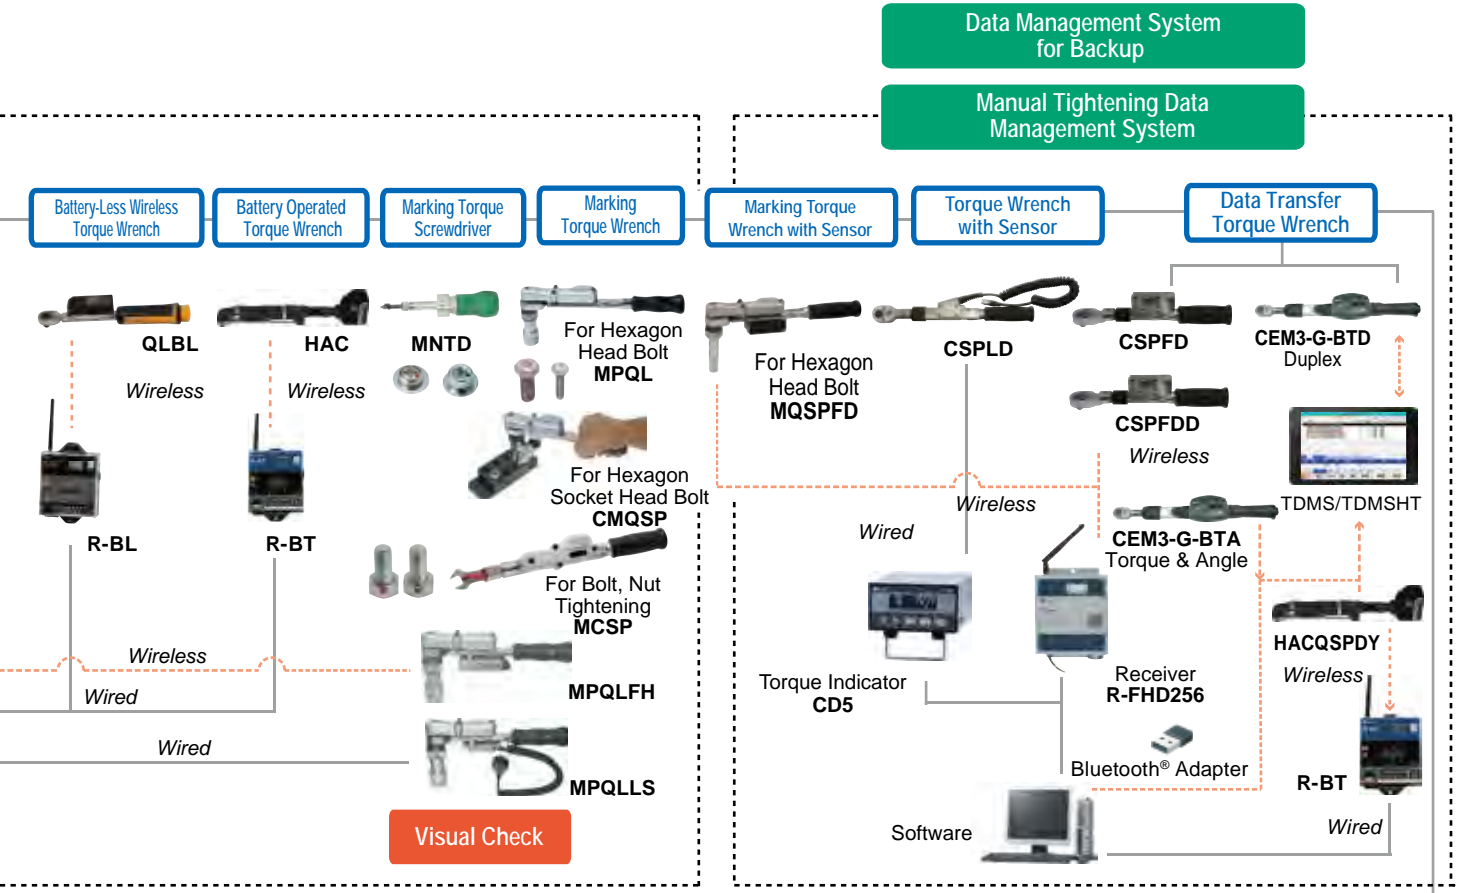 Data Management System
for Backup
Manual Tightening Data
Management System
Battery-Less Wireless
Torque Wrench
Battery Operated
Torque Wrench
Marking Torque
Screwdriver
Marking
Torque Wrench
Marking Torque
Wrench with Sensor
Torque Wrench
with Sensor
Data Transfer
Torque Wrench
QLBL
HAC
MNTD
For Hexagon
Head Bolt
MPQL
For Hexagon
Head Bolt
MQSPFD
CSPLD
CSPFD
CEM3-G-BTD
Duplex
Wireless
Wireless
CSPFDD
Wireless
For Hexagon
Socket Head Bolt
CMQSP
Wireless
TDMS/TDMSHT
R-BL
R-BT
Wired
CEM3-G-BTA
Torque & Angle
For Bolt, Nut
Tightening
MCSP
HACQSPDY
Wireless
Wireless
Wired
MPQLFH
Torque Indicator
CD5
Receiver
R-FHD256
Wired
MPQLLS
Bluetooth® Adapter
R-BT
Visual Check
Software
Wired